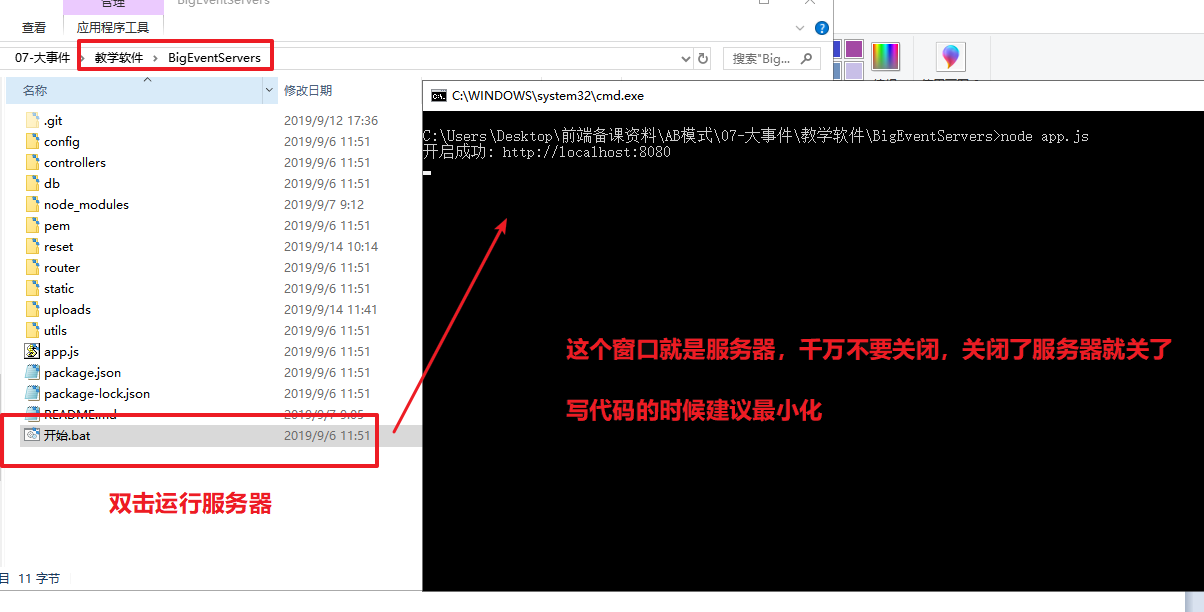 管理
BigEventServers
查看
应用程序工具
07-大事件
教学软件
BigEventServers
搜索"Big...
名称
修改日期
.git 2019/9/12 17:36
config 2019/9/6 11:51
controllers 2019/9/6 11:51
db 2019/9/6 11:51
node_modules 2019/9/7 9:12
pem 2019/9/6 11:51
reset 2019/9/14 10:14
router 2019/9/6 11:51
static 2019/9/6 11:51
uploads 2019/9/14 11:41
utils 2019/9/6 11:51
app.js 2019/9/6 11:51
package.json 2019/9/6 11:51
package-lock.json 2019/9/6 11:51
README.md 2019/9/7 9:05
开始.bat 2019/9/6 11:51
双击运行服务器
11 字节
C:\WINDOWS\system32\cmd.exe
C:\Users\Desktop\前端备课资料\AB模式\07-大事件\教学软件\BigEventServers>node app.js
开启成功: http://localhost:8080
这个窗口就是服务器，千万不要关闭，关闭了服务器就关了
写代码的时候建议最小化